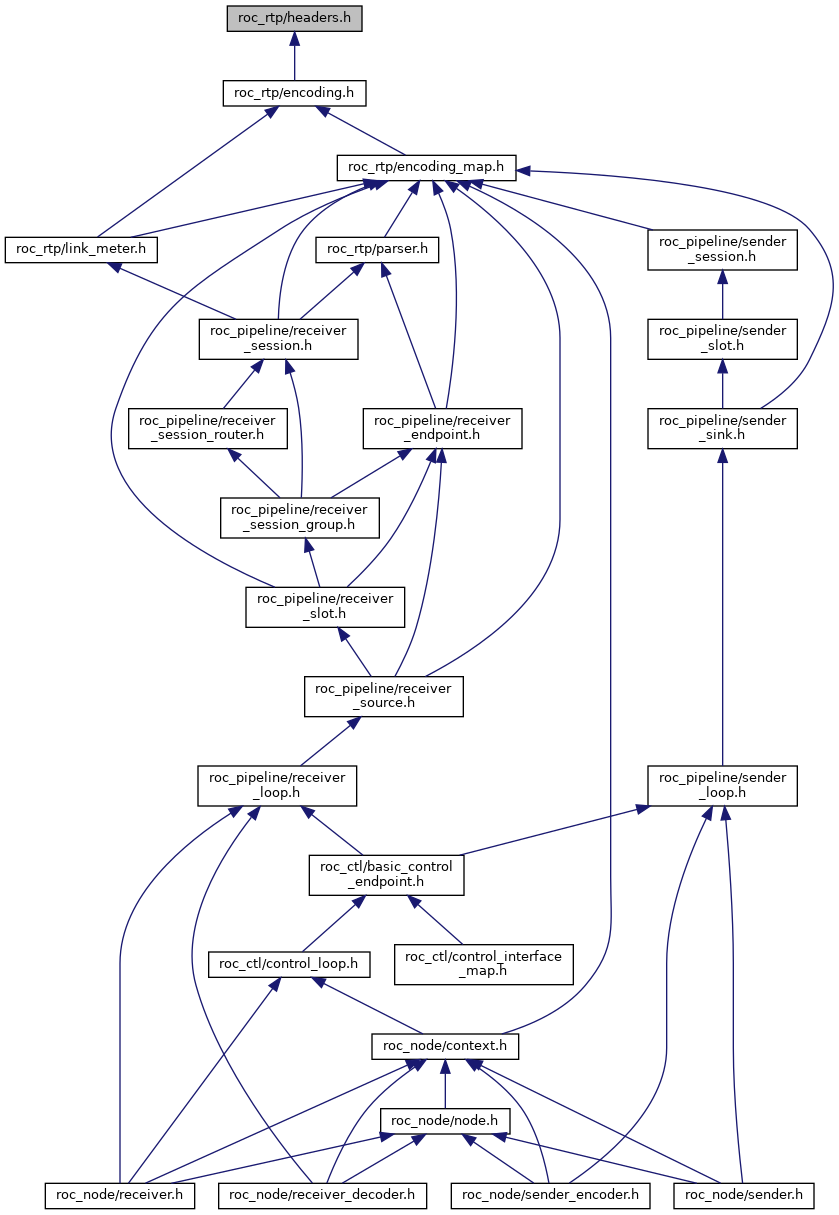 roc_rtp/headers.h
roc_rtp/encoding.h
roc_rtp/encoding_map.h
roc_rtp/link_meter.h
roc_rtp/parser.h
roc_pipeline/sender
_session.h
roc_pipeline/receiver
_session.h
roc_pipeline/sender
_slot.h
roc_pipeline/receiver
_session_router.h
roc_pipeline/receiver
_endpoint.h
roc_pipeline/sender
_sink.h
roc_pipeline/receiver
_session_group.h
roc_pipeline/receiver
_slot.h
roc_pipeline/receiver
_source.h
roc_pipeline/receiver
_loop.h
roc_pipeline/sender
_loop.h
roc_ctl/basic_control
_endpoint.h
roc_ctl/control_loop.h
roc_ctl/control_interface
_map.h
roc_node/context.h
roc_node/node.h
roc_node/receiver.h
roc_node/receiver_decoder.h
roc_node/sender_encoder.h
roc_node/sender.h